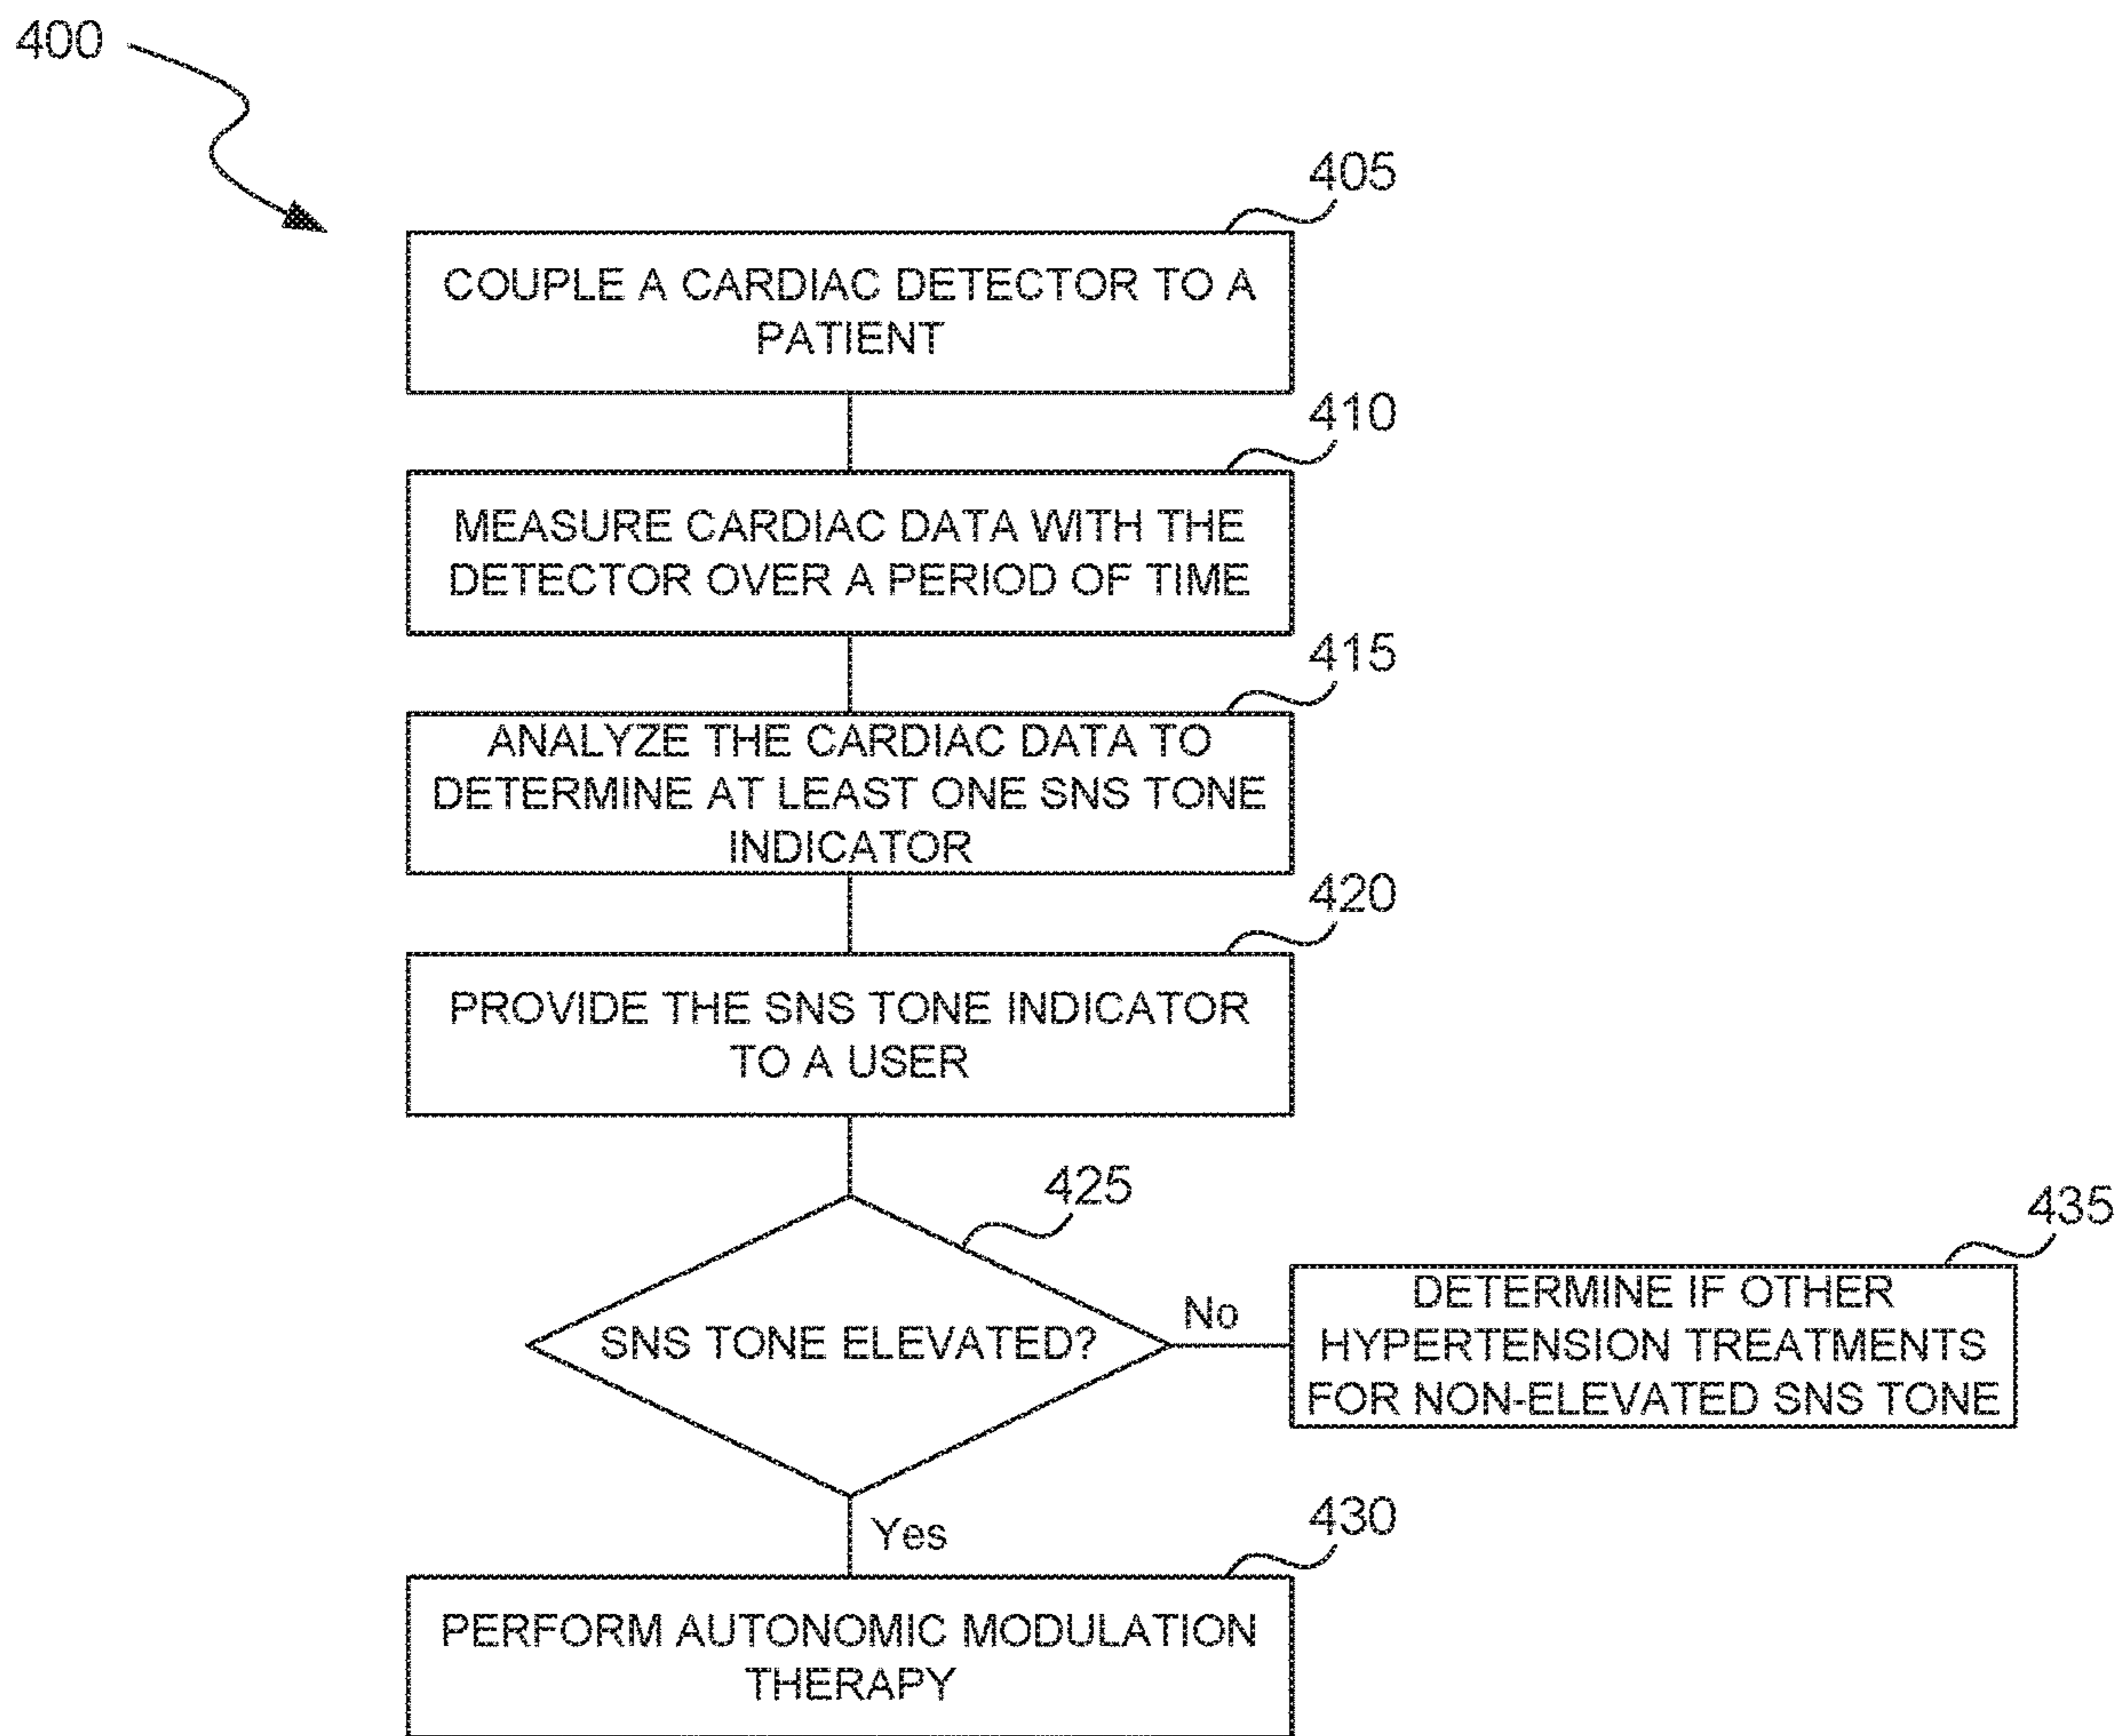 400
405
COUPLE A CARDIAC DETECTOR TO A
PATIENT
410
MEASURE CARDIAC DATA WITH THE
DETECTOR OVER A PERIOD OF TIME
415
ANALYZE THE CARDIAC DATA TO
DETERMINE AT LEAST ONE SNS TONE
INDICATOR
420
PROVIDE THE SNS TONE INDICATOR
TO A USER
425
SNS TONE ELEVATED?
No
435
DETERMINE IF OTHER
HYPERTENSION TREATMENTS
FOR NON-ELEVATED SNS TONE
Yes
430
PERFORM AUTONOMIC MODULATION
THERAPY